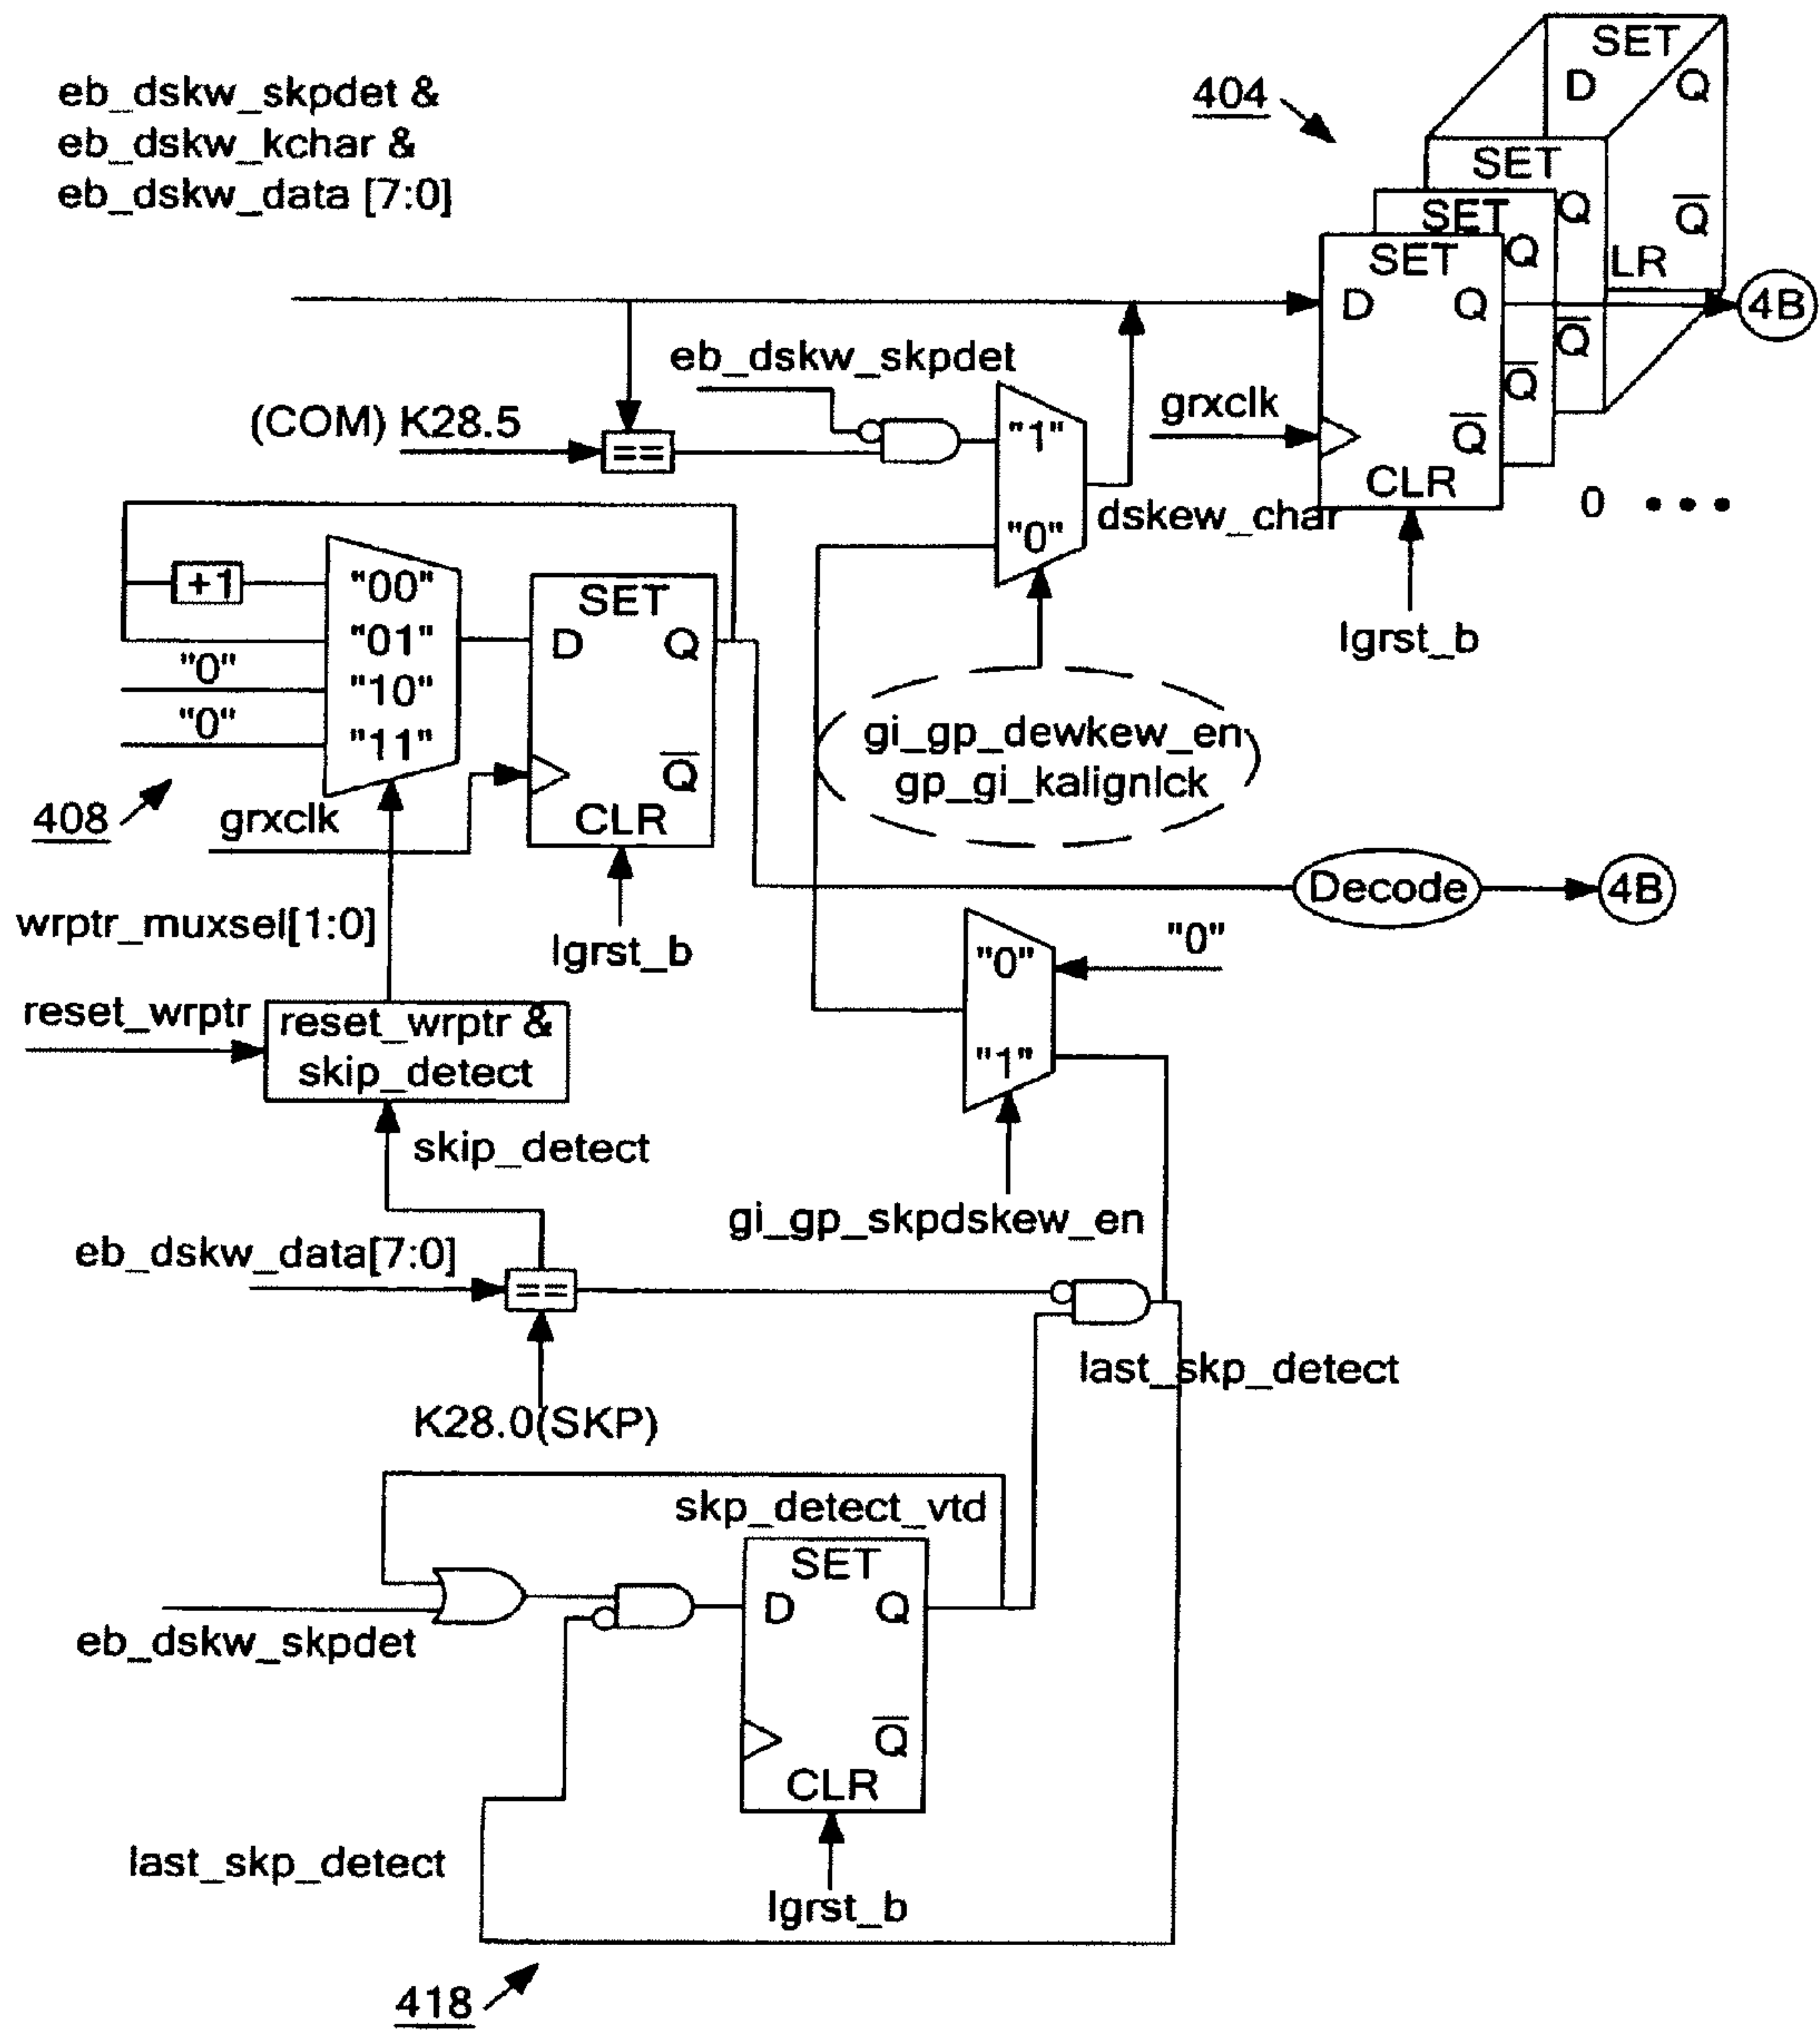 eb_dskw_skpdet &
eb_dskw_kchar &
eb_dskw_data [7:0]
404
SET
D Q
Q
LR
SET
Q
Q
SET
Q
Q
SET
D Q
Q
CLR
4B
grxclk
lgrst_b
0 •••
eb_dskw_skpdet
(COM) K28.5
==
"1"
"0"
dskew_char
+1
"00"
"01"
"10"
"11"
"0"
"0"
SET
D Q
Q
CLR
408
grxclk
lgrst_b
wrptr_muxsel[1:0]
gi_gp_dewkew_en
gp_gi_kalignlck
Decode
4B
"0"
"1"
"0"
reset_wrptr
reset_wrptr &
skip_detect
skip_detect
gi_gp_skpdskew_en
eb_dskw_data[7:0]
==
K28.0(SKP)
last_skp_detect
skp_detect_vtd
SET
D Q
Q
CLR
eb_dskw_skpdet
last_skp_detect
lgrst_b
418